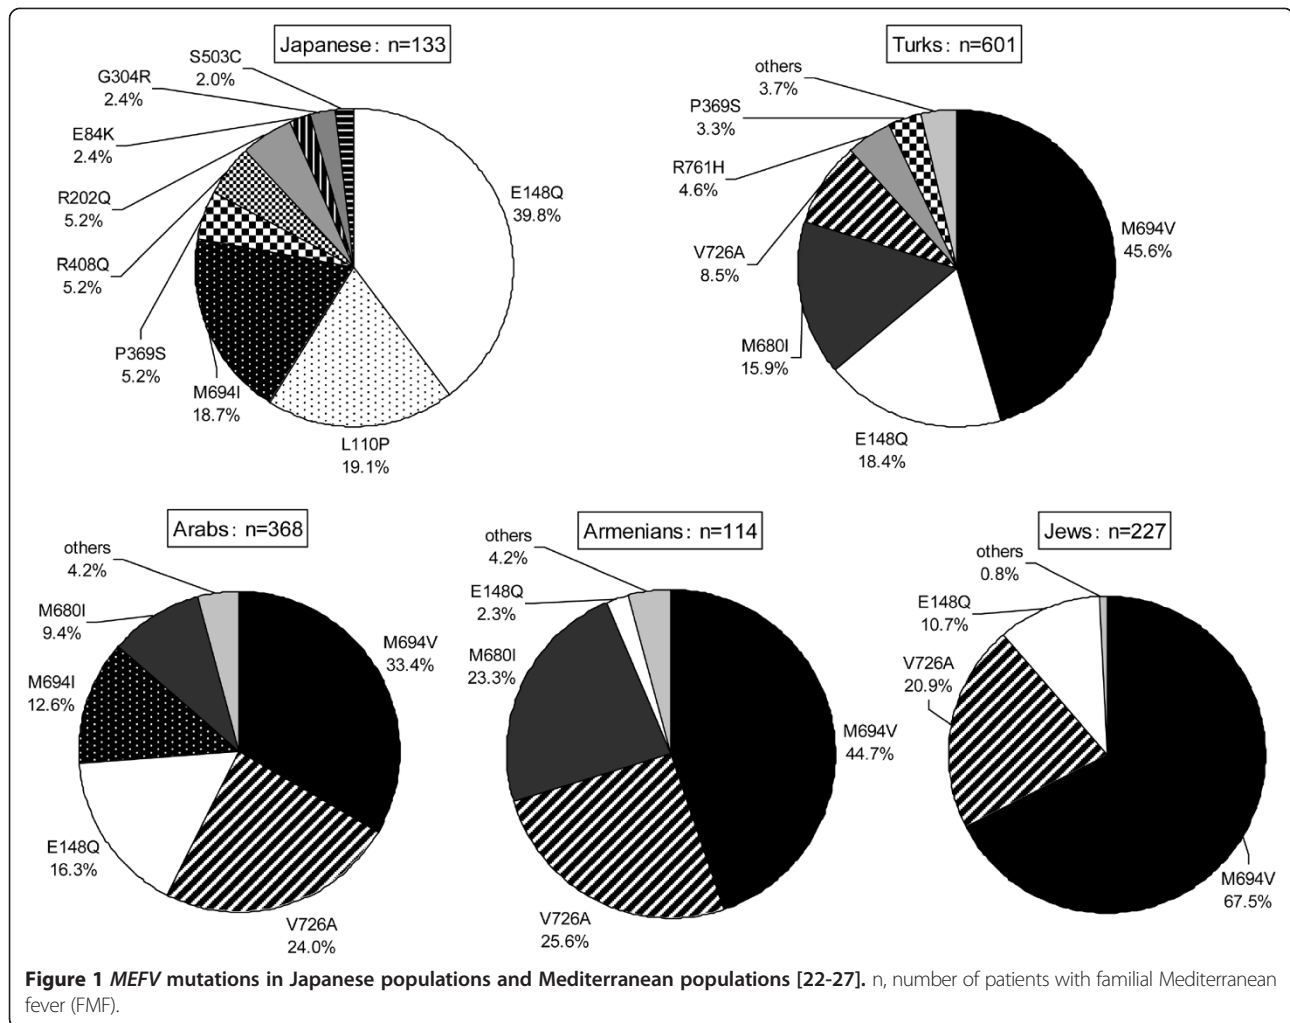 Japanese: n=133
S503C
2.0%
G304R
2.4%
E84K
2.4%
R202Q
5.2%
R408Q
5.2%
P369S
5.2%
M694I
18.7%
L110P
19.1%
E148Q
39.8%
Turks: n=601
others
3.7%
P369S
3.3%
R761H
4.6%
V726A
8.5%
M680I
15.9%
E148Q
18.4%
M694V
45.6%
Arabs: n=368
others
4.2%
M680I
9.4%
M694I
12.6%
E148Q
16.3%
V726A
24.0%
M694V
33.4%
Armenians: n=114
others
4.2%
E148Q
2.3%
M680I
23.3%
V726A
25.6%
M694V
44.7%
Jews: n=227
others
0.8%
E148Q
10.7%
V726A
20.9%
M694V
67.5%
Figure 1 MEFV mutations in Japanese populations and Mediterranean populations [22-27]. n, number of patients with familial Mediterranean
fever (FMF).